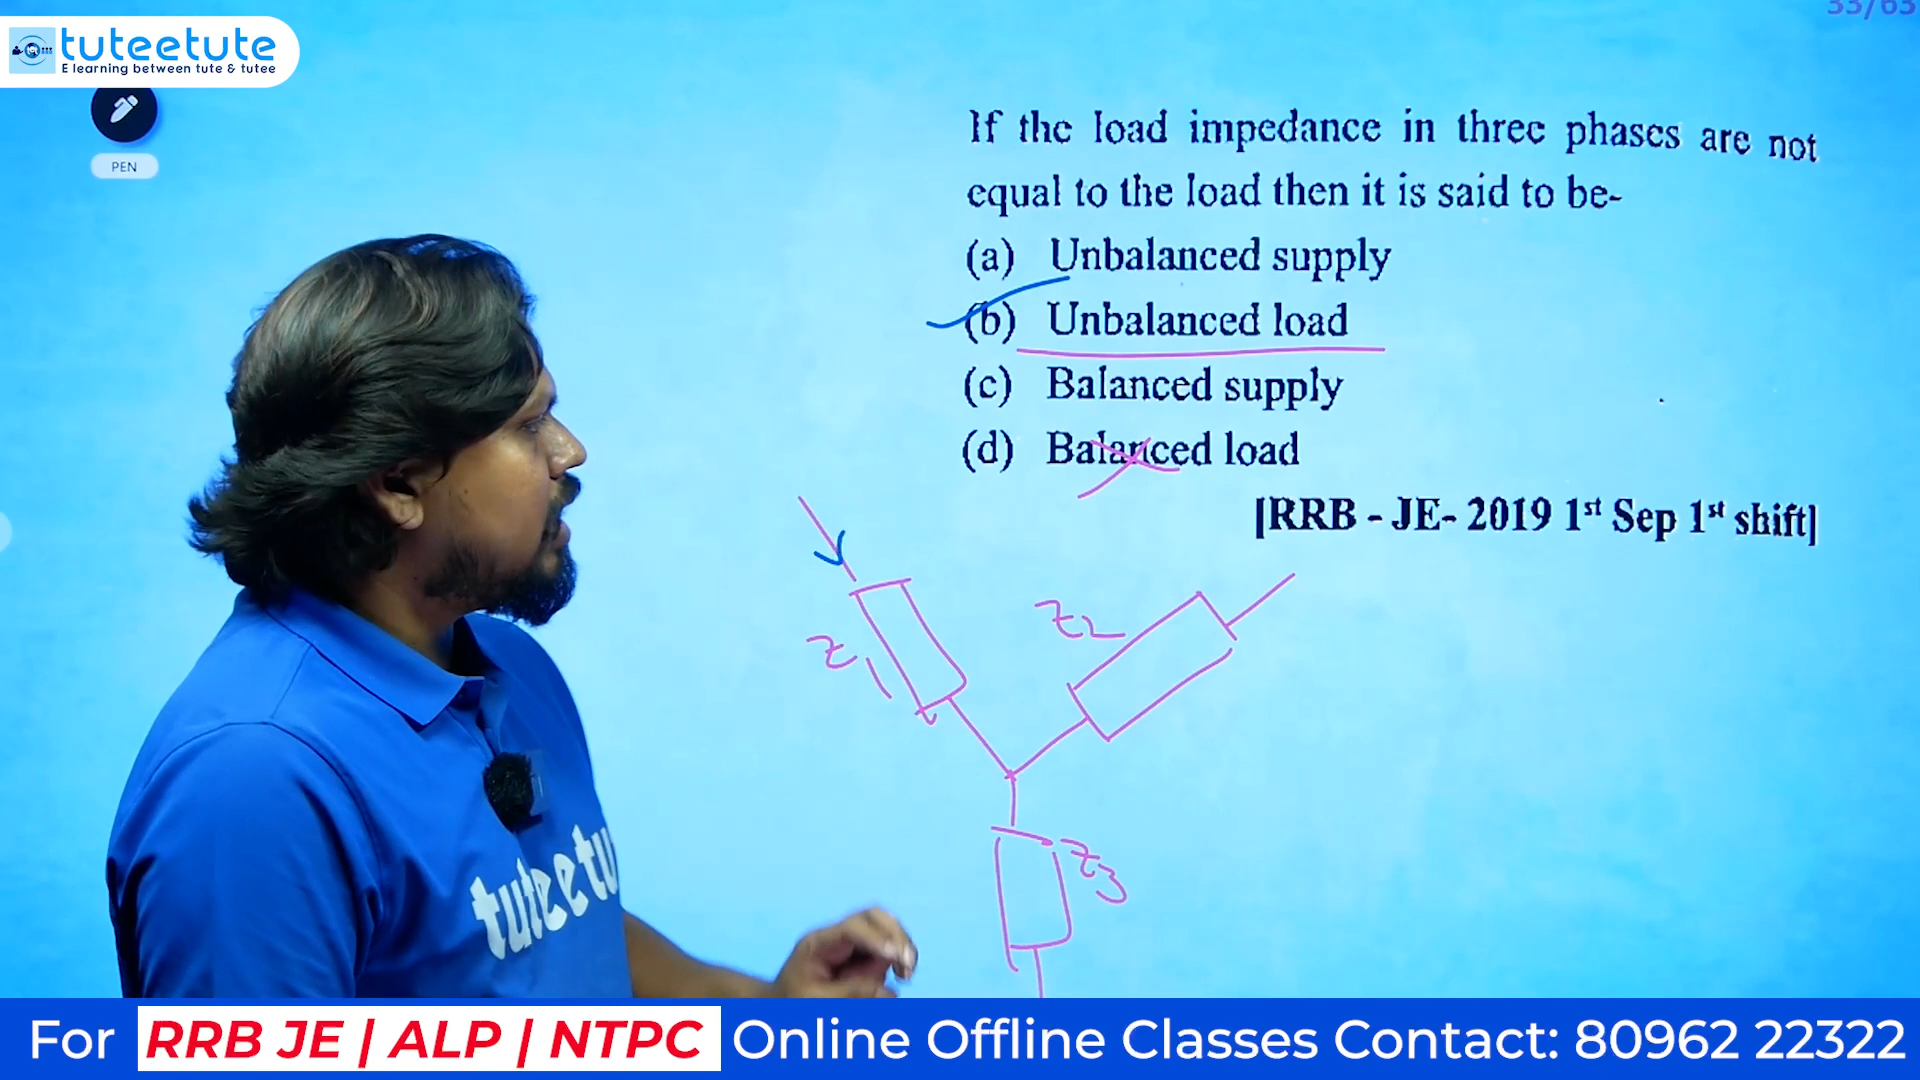 33/63
tuteetute
E learning between tute & tutee
PEN
If the load impedance in three phases are not
equal to the load then it is said to be-
(a) Unbalanced supply
(b) Unbalanced load
(c) Balanced supply
(d) Balanced load
[RRB - JE- 2019 1st Sep 1st shift]
Z1
Z2
Z3
tuteetu
For RRB JE | ALP | NTPC Online Offline Classes Contact: 80962 22322